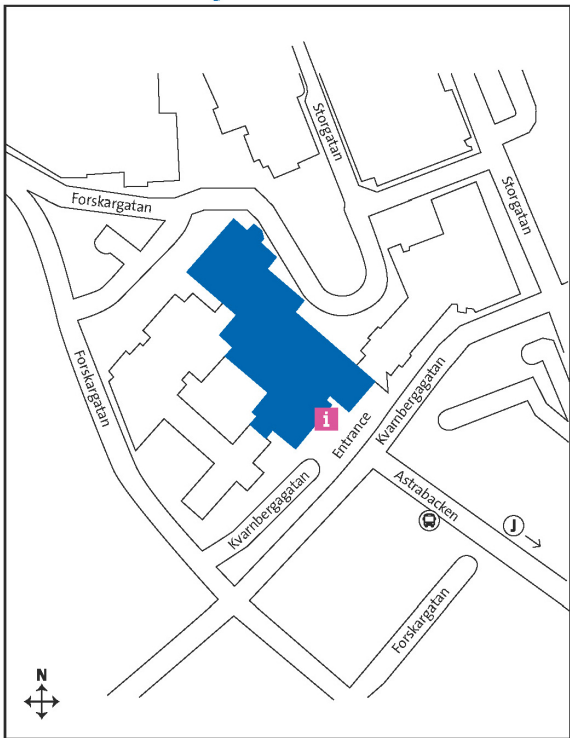 Storgatan
Forskargatan
Storgatan
Forskargatan
i
Entrance
Kvarnbergagatan
Kvarnbergagatan
Astrabacken
J
Forskargatan
N